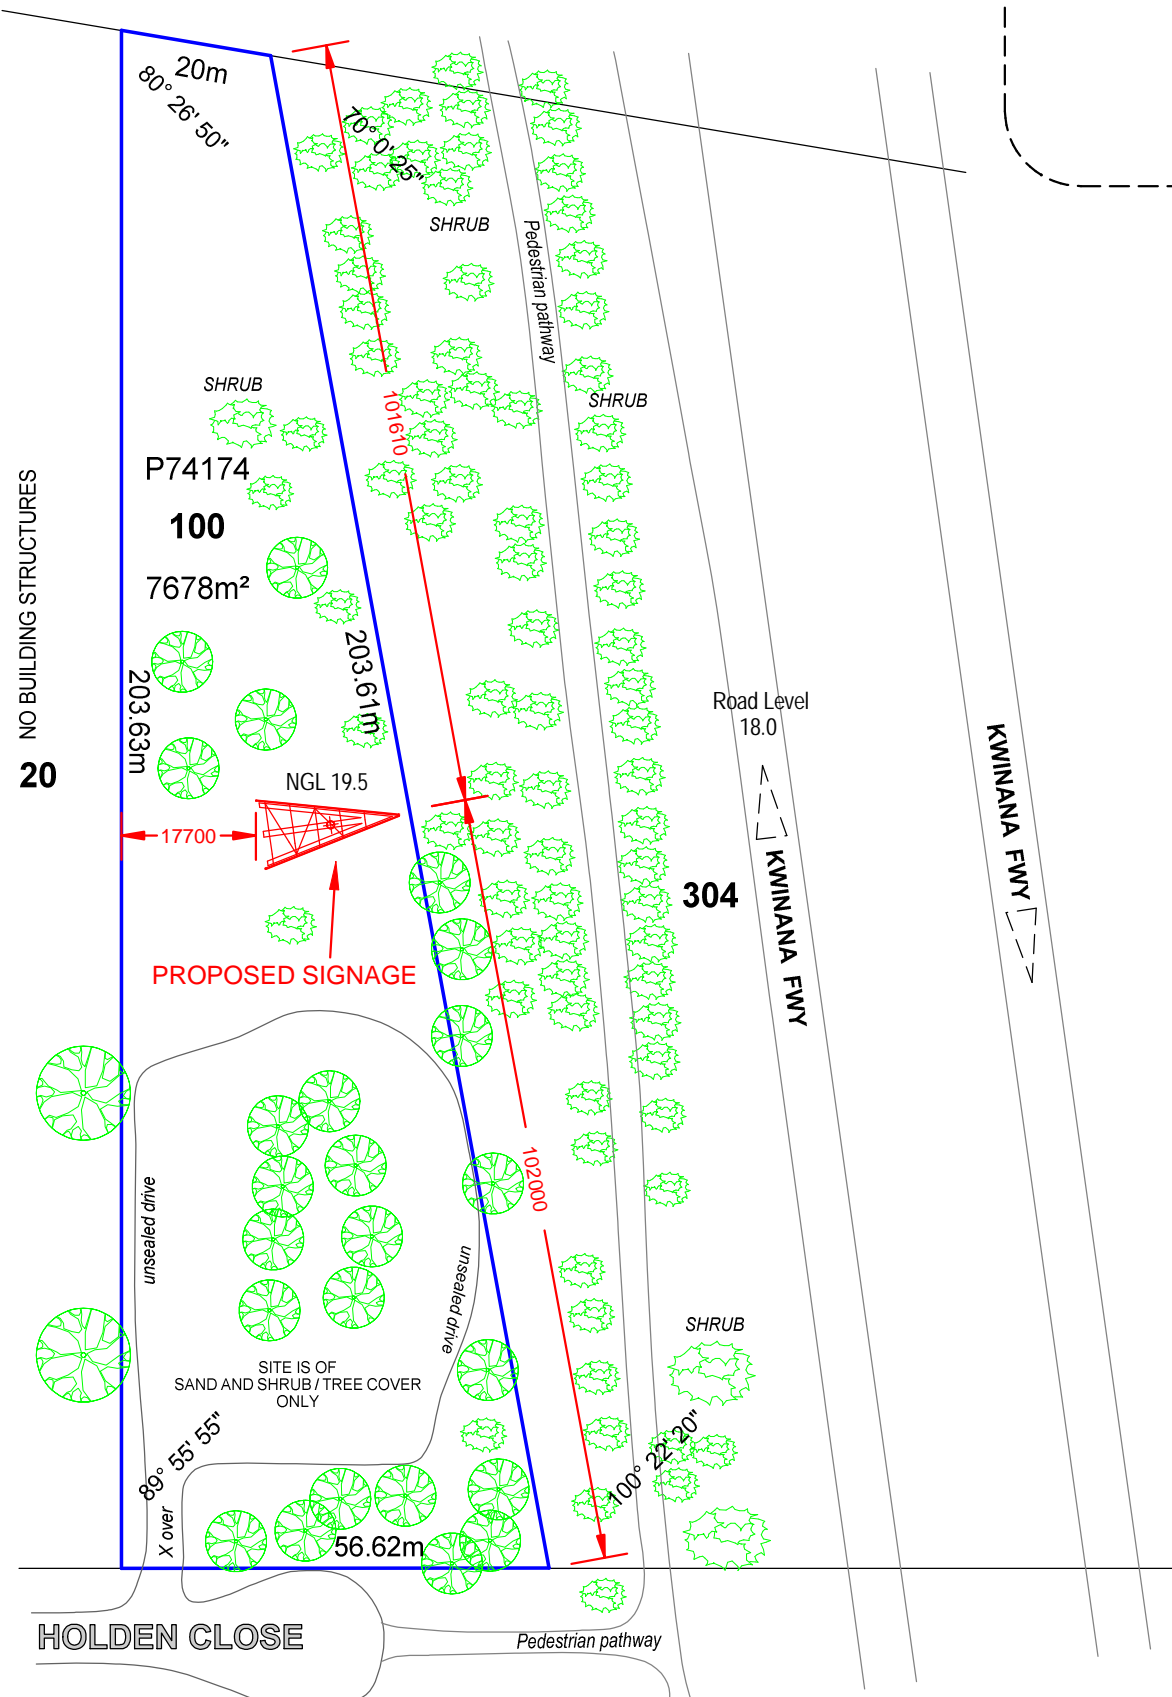 20m
80° 26' 50"
70° 0' 25"
SHRUB
Pedestrian pathway
SHRUB
101610
SHRUB
P74174
100
7678m²
NO BUILDING STRUCTURES
20
203.63m
203.61m
NGL 19.5
17700
PROPOSED SIGNAGE
Road Level
18.0
KWINANA FWY
KWINANA FWY
304
102000
unsealed drive
unsealed drive
SHRUB
SITE IS OF
SAND AND SHRUB / TREE COVER
ONLY
89° 55' 55"
100° 22' 20"
X over
56.62m
HOLDEN CLOSE
Pedestrian pathway